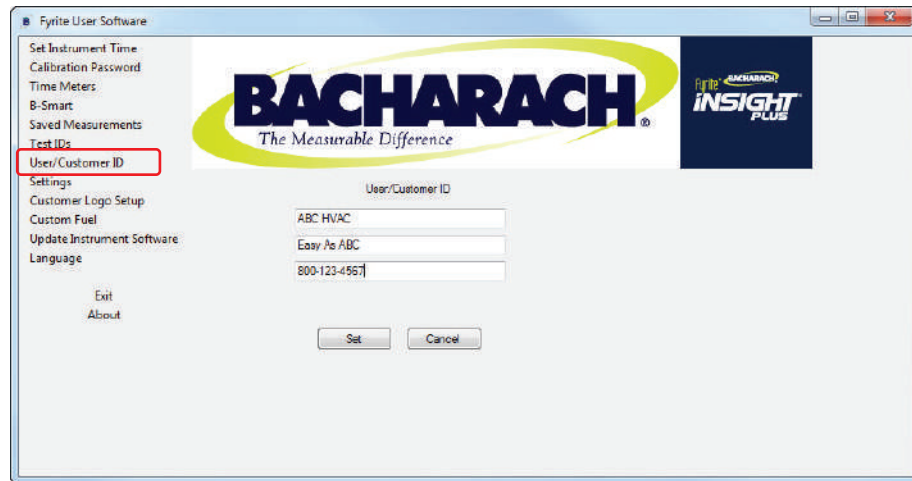 Fyrite User Software
Set Instrument Time
Calibration Password
Time Meters
B-Smart
Saved Measurements
Test IDs
User/Customer ID
Settings
Customer Logo Setup
Custom Fuel
Update Instrument Software
Language
Exit
About
BACHARACH®
The Measurable Difference
Fyrite® BACHARACH®
INSIGHT®
PLUS
User/Customer ID
ABC HVAC
Easy As ABC
800-123-4567
Set
Cancel